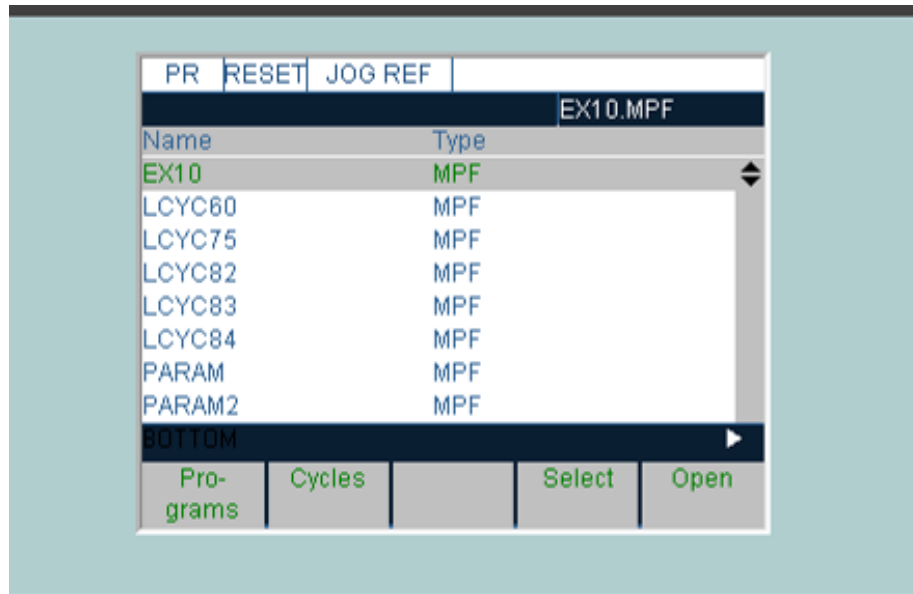 PR RESET JOG REF
EX10.MPF
Name Type
EX10 MPF
LCYC60 MPF
LCYC75 MPF
LCYC82 MPF
LCYC83 MPF
LCYC84 MPF
PARAM MPF
PARAM2 MPF
BOTTOM
Pro- Cycles Select Open
grams